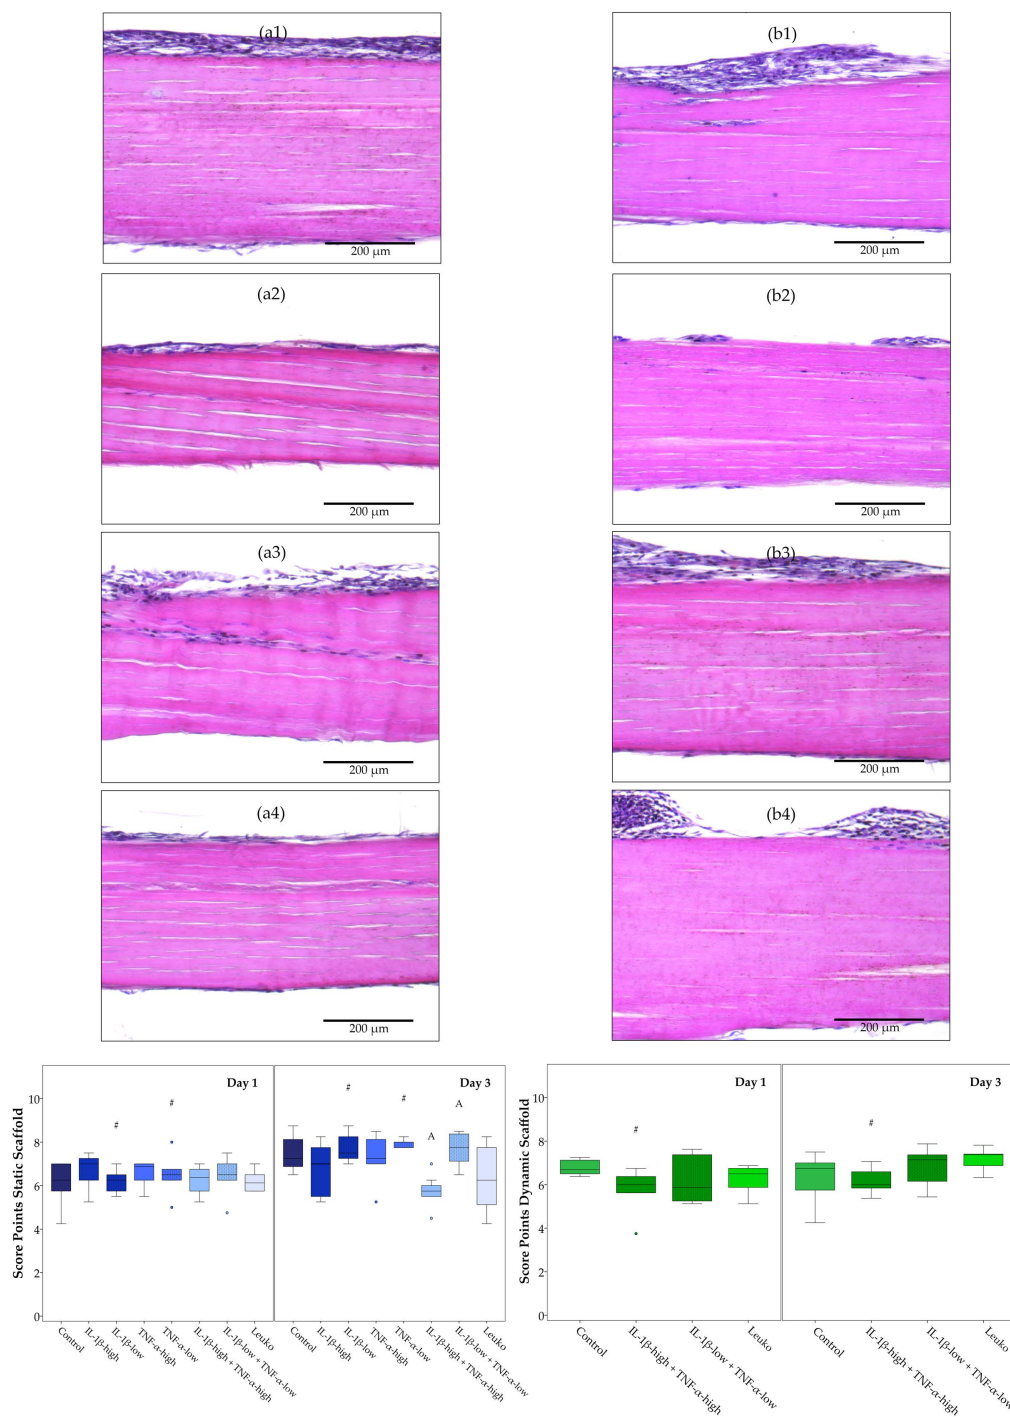 (a1)
200 µm
(b1)
200 µm
(a2)
200 µm
(b2)
200 µm
(a3)
200 µm
(b3)
200 µm
(a4)
200 µm
(b4)
200 µm
Score Points Static Scaffold
10
8
6
4
2
0
Day 1
#
#
Day 3
#
#
A
A
Control
IL-1β-high
IL-1β-low
TNF-α-high
TNF-α-low
IL-1β-high + TNF-α-high
IL-1β-low + TNF-α-low
Leuko
Control
IL-1β-high
IL-1β-low
TNF-α-high
TNF-α-low
IL-1β-high + TNF-α-high
IL-1β-low + TNF-α-low
Leuko
Score Points Dynamic Scaffold
10
8
6
4
2
0
Day 1
#
Day 3
#
Control
IL-1β-high + TNF-α-high
IL-1β-low + TNF-α-low
Leuko
Control
IL-1β-high + TNF-α-high
IL-1β-low + TNF-α-low
Leuko